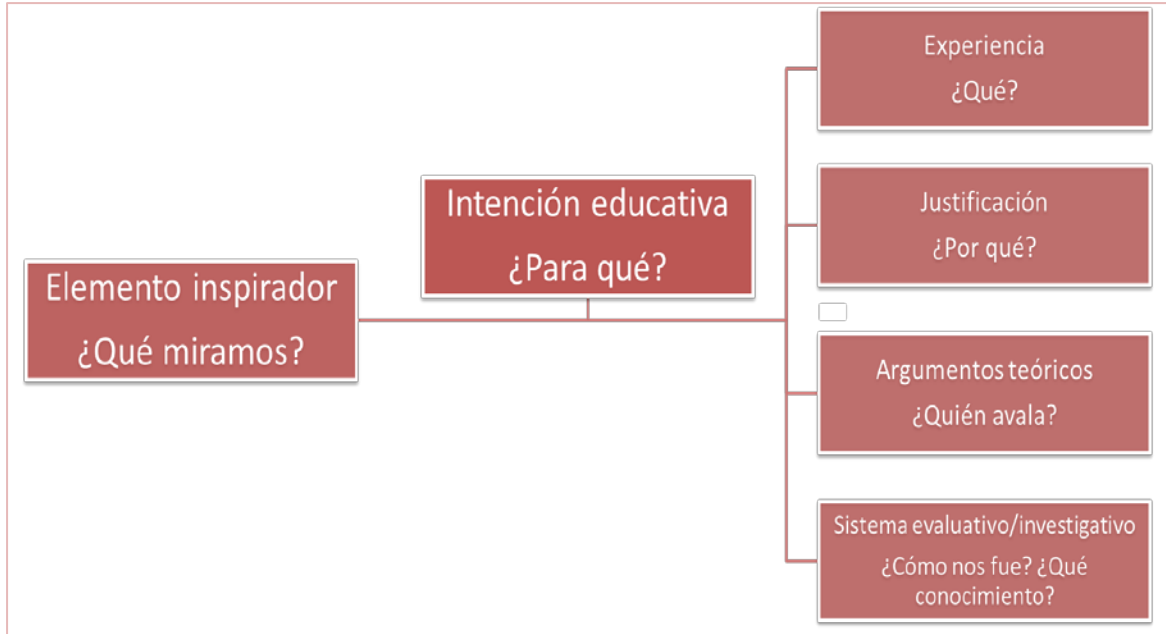 Elemento inspirador
¿Qué miramos?
Intención educativa
¿Para qué?
Experiencia
¿Qué?
Justificación
¿Por qué?
Argumentos teóricos
¿Quién avala?
Sistema evaluativo/investigativo
¿Cómo nos fue? ¿Qué
conocimiento?